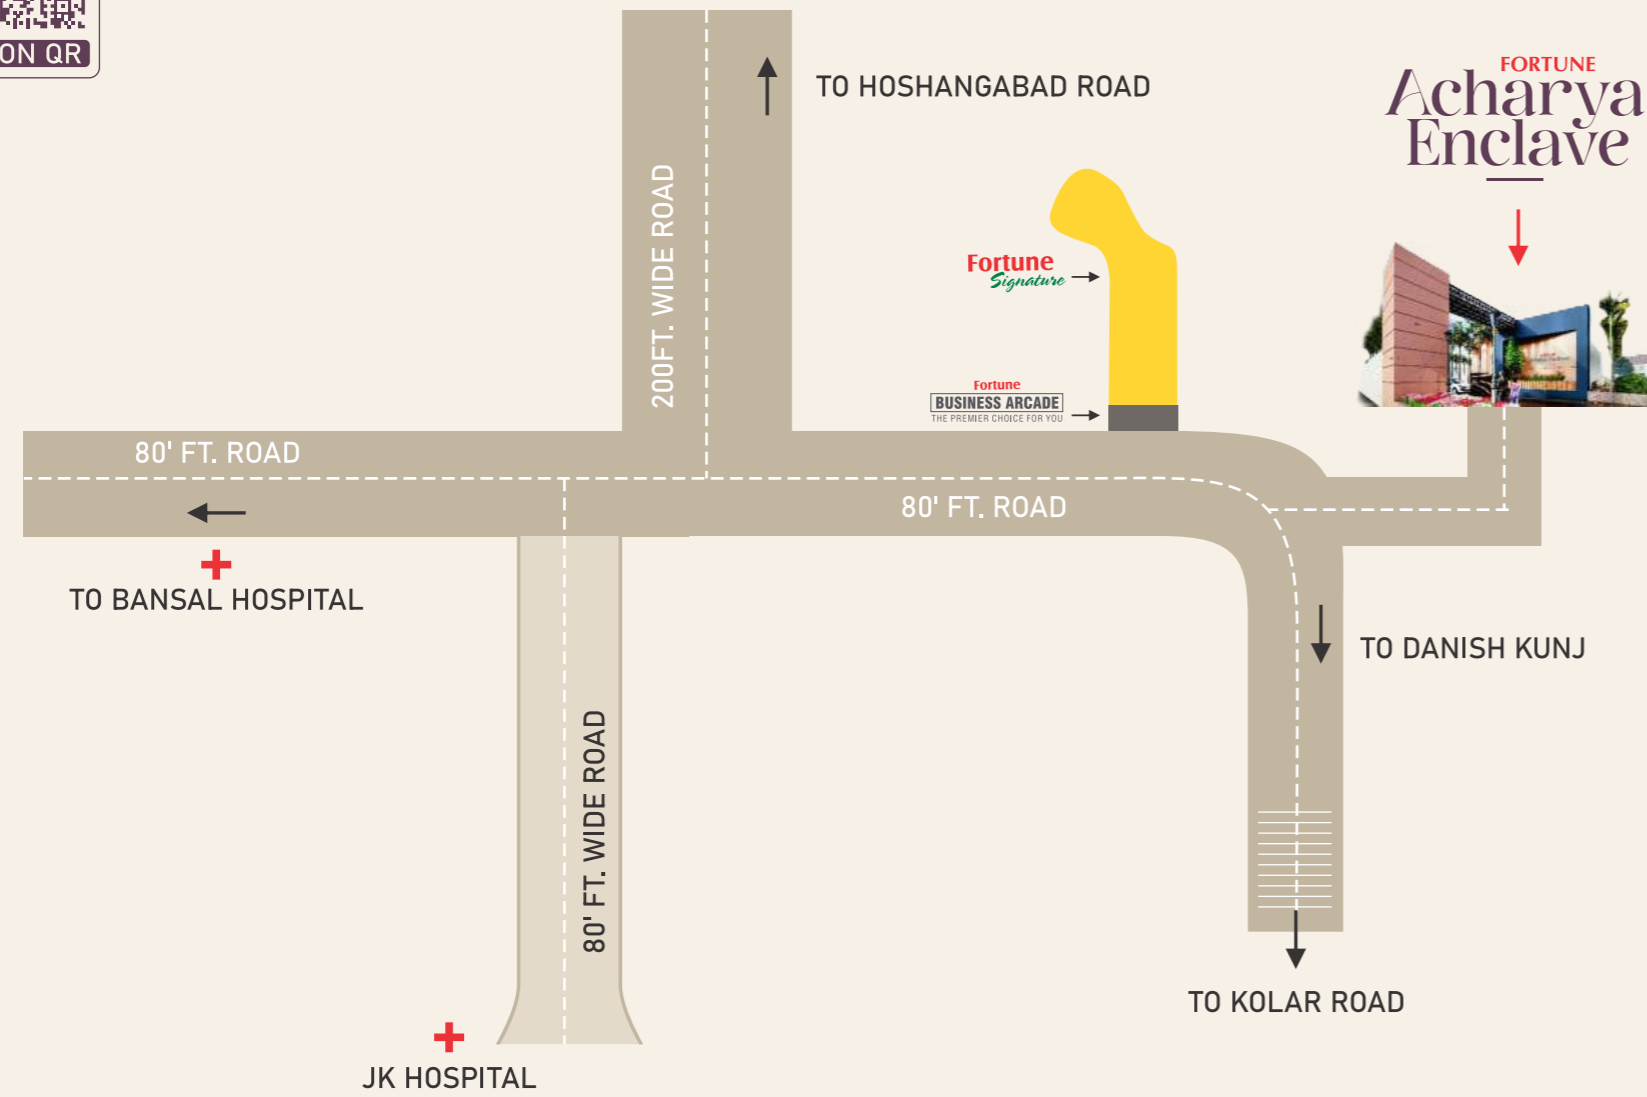 ON QR
TO HOSHANGABAD ROAD
FORTUNE
Acharya
Enclave
200FT. WIDE ROAD
Fortune
Signature
Fortune
BUSINESS ARCADE
THE PREMIER CHOICE FOR YOU
80' FT. ROAD
80' FT. ROAD
TO BANSAL HOSPITAL
TO DANISH KUNJ
80' FT. WIDE ROAD
TO KOLAR ROAD
JK HOSPITAL